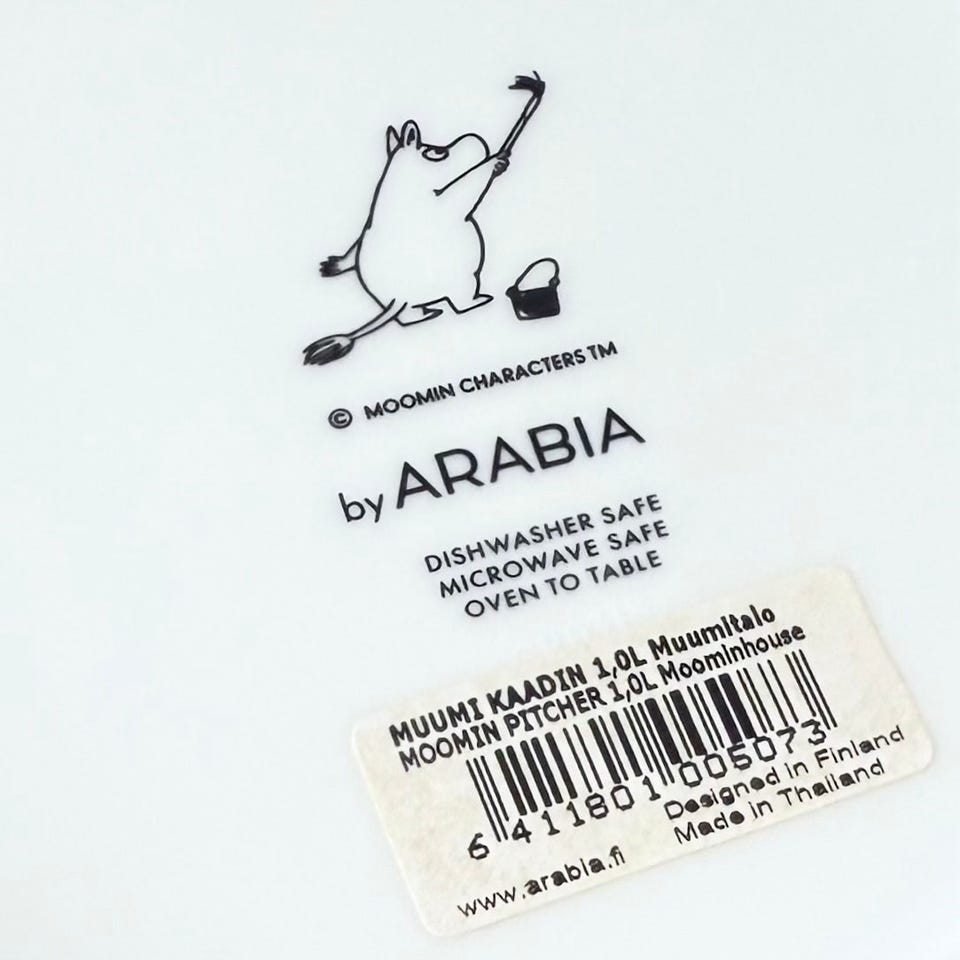 © MOOMIN CHARACTERS TM
by ARABIA
DISHWASHER SAFE
MICROWAVE SAFE
OVEN TO TABLE
MUUMI KAADIN 1,0L Muumitalo
MOOMIN PITCHER 1,0L Moominhouse
6 411801 005073
Designed in Finland
Made in Thailand
www.arabia.fi